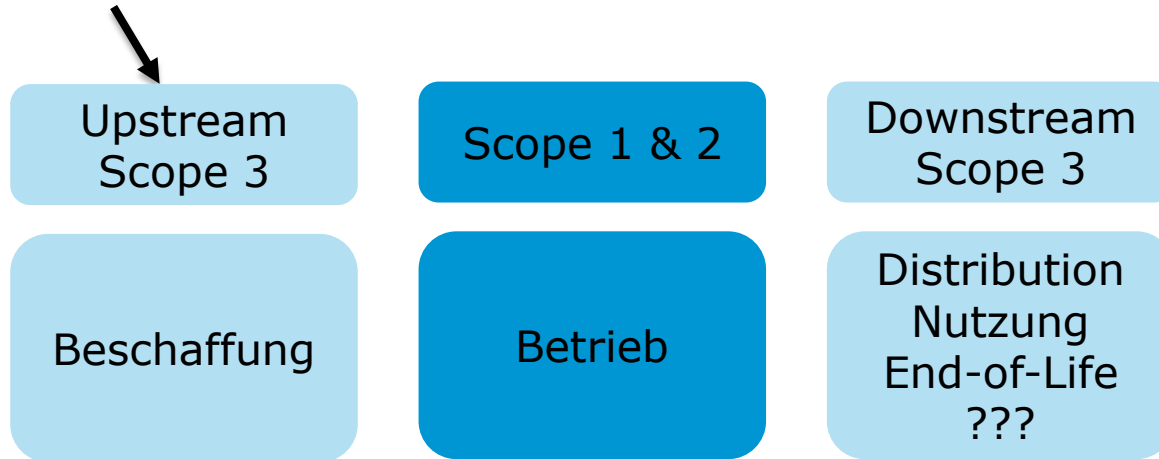 Upstream
Scope 3
Scope 1 & 2
Downstream
Scope 3
Beschaffung
Betrieb
Distribution
Nutzung
End-of-Life
???